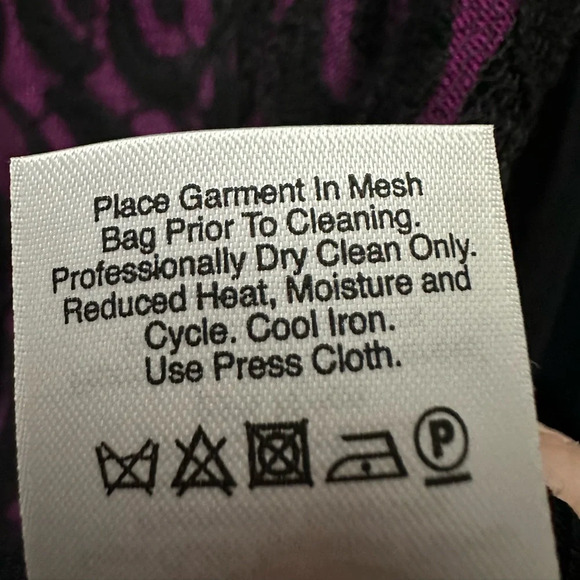 Place Garment In Mesh
Bag Prior To Cleaning.
Professionally Dry Clean Only.
Reduced Heat, Moisture and
Cycle. Cool Iron.
Use Press Cloth.
P